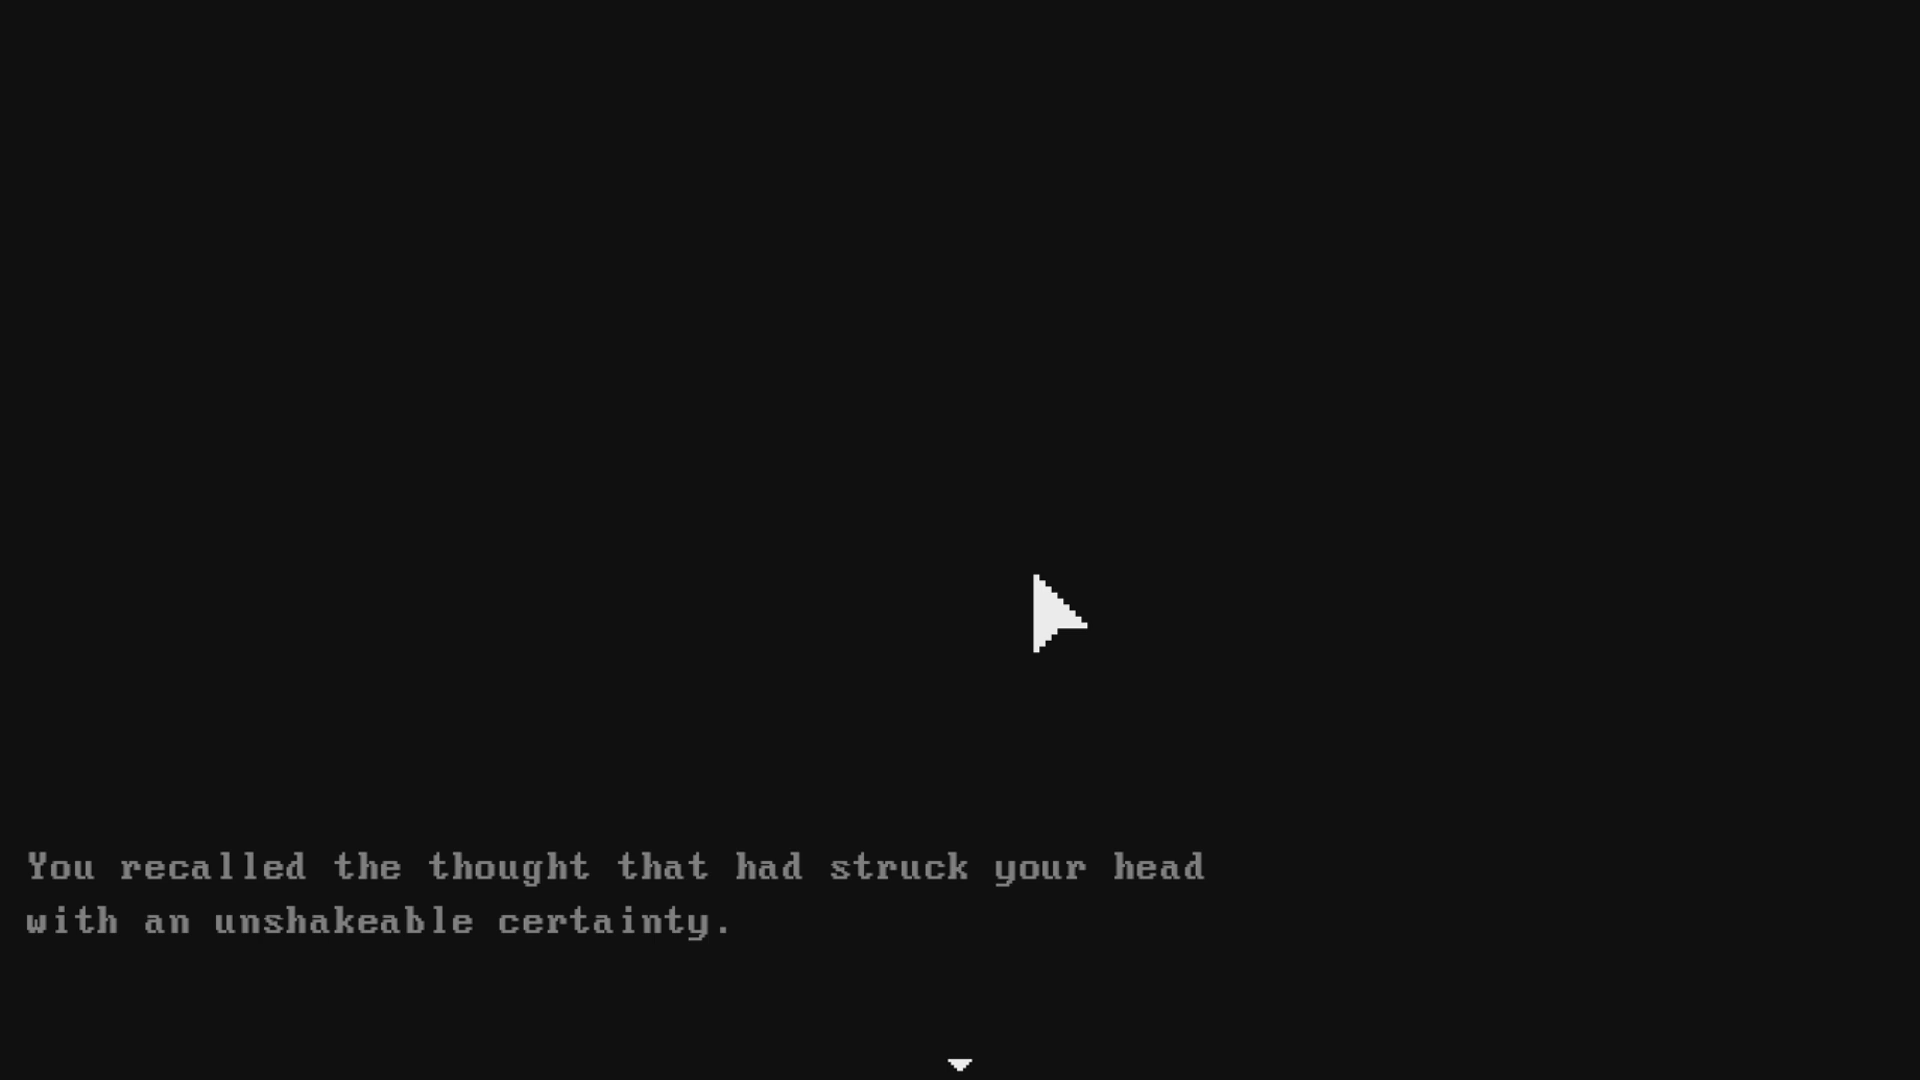 You recalled the thought that had struck your head
with an unshakeable certainty.